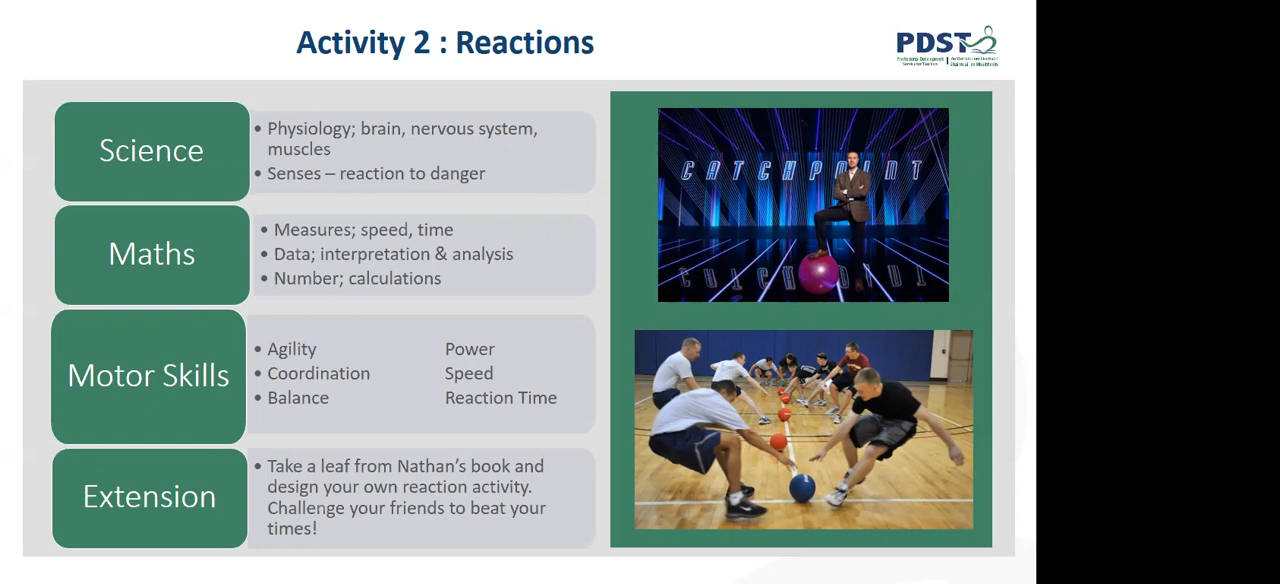 Activity 2 : Reactions
PDST
Science
• Physiology; brain, nervous system,
muscles
• Senses – reaction to danger
Maths
• Measures; speed, time
• Data; interpretation & analysis
• Number; calculations
Motor Skills
• Agility Power
• Coordination Speed
• Balance Reaction Time
Extension
• Take a leaf from Nathan's book and
design your own reaction activity.
Challenge your friends to beat your
times!
CATCHPOINT